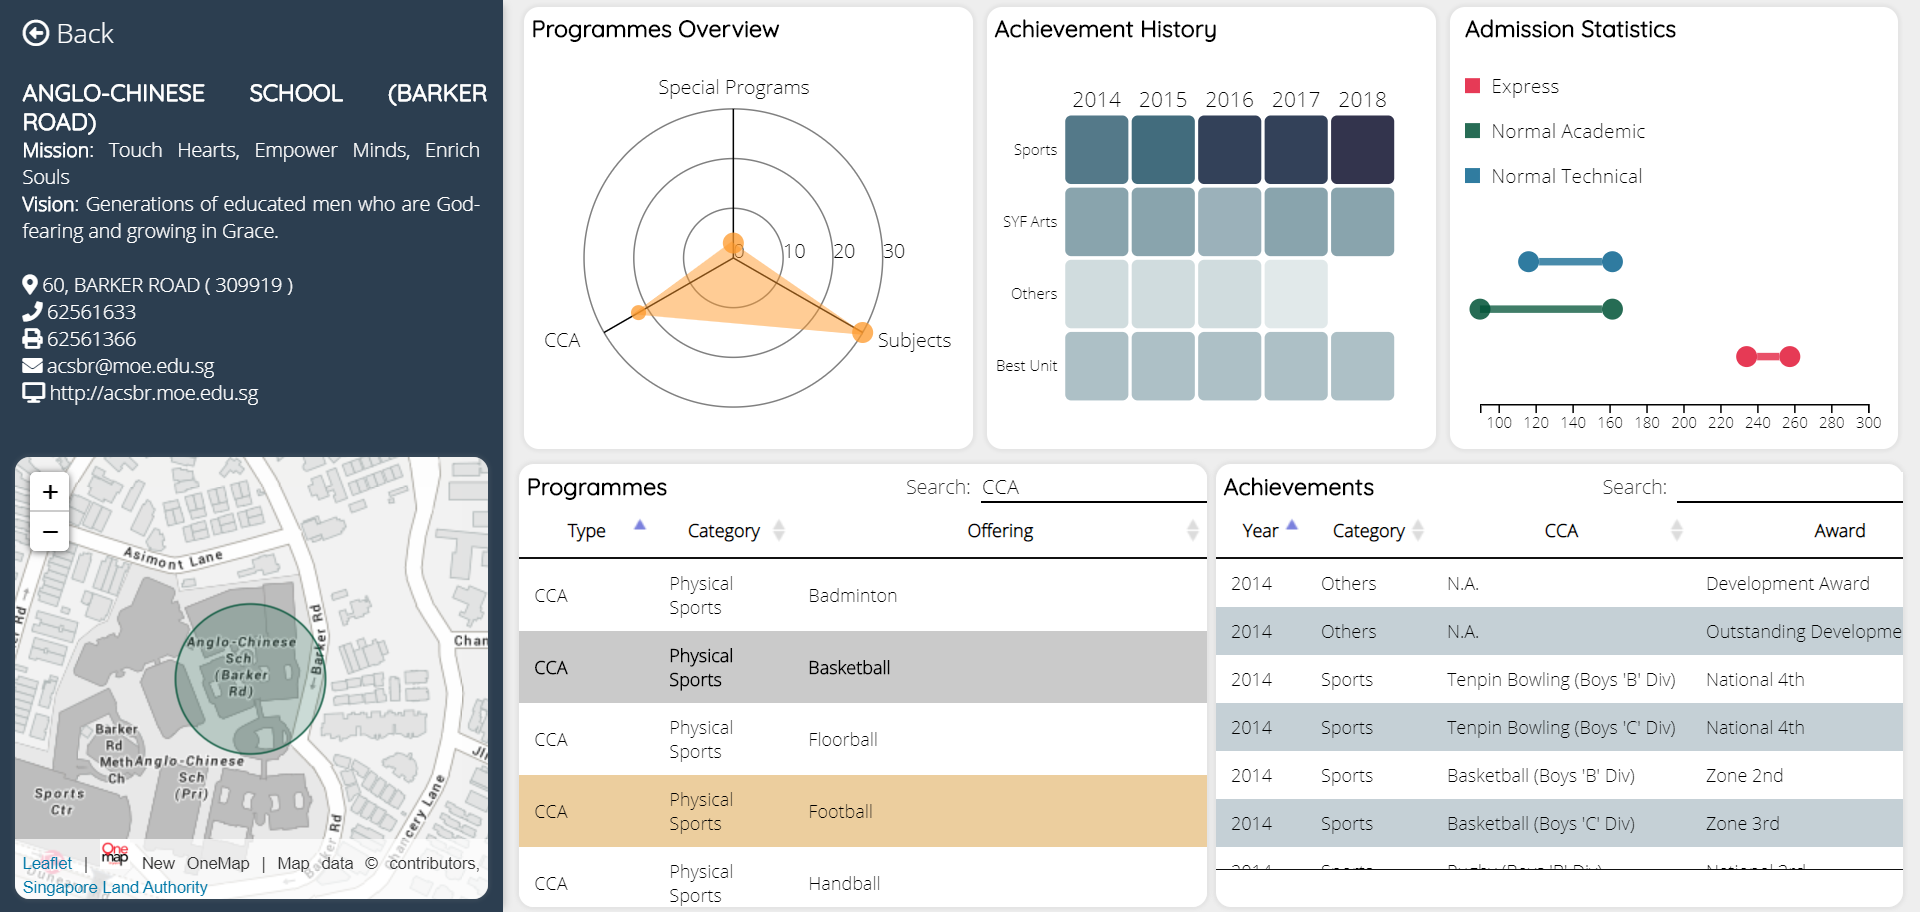 Back
ANGLO-CHINESE SCHOOL (BARKER
ROAD)
Mission: Touch Hearts, Empower Minds, Enrich
Souls
Vision: Generations of educated men who are God-
fearing and growing in Grace.
60, BARKER ROAD ( 309919 )
62561633
62561366
acsbr@moe.edu.sg
http://acsbr.moe.edu.sg
+
−
Asimont Lane
Barker Rd
Anglo-Chinese
Sch
(Barker
Rd)
Chan
Barker
Rd
Meth
Ch
Anglo-Chinese
Sch
(Pri)
Sports
Ctr
Barker Rd
Chancery Lane
Leaflet | One map New OneMap | Map data © contributors,
Singapore Land Authority
Programmes Overview
Special Programs
0 10 20 30
CCA
Subjects
Achievement History
2014 2015 2016 2017 2018
Sports
SYF Arts
Others
Best Unit
Admission Statistics
Express
Normal Academic
Normal Technical
100 120 140 160 180 200 220 240 260 280 300
Programmes Search: CCA
Type Category Offering
CCA Physical Sports Badminton
CCA Physical Sports Basketball
CCA Physical Sports Floorball
CCA Physical Sports Football
CCA Physical Sports Handball
Achievements Search:
Year Category CCA Award
2014 Others N.A. Development Award
2014 Others N.A. Outstanding Developme
2014 Sports Tenpin Bowling (Boys 'B' Div) National 4th
2014 Sports Tenpin Bowling (Boys 'C' Div) National 4th
2014 Sports Basketball (Boys 'B' Div) Zone 2nd
2014 Sports Basketball (Boys 'C' Div) Zone 3rd